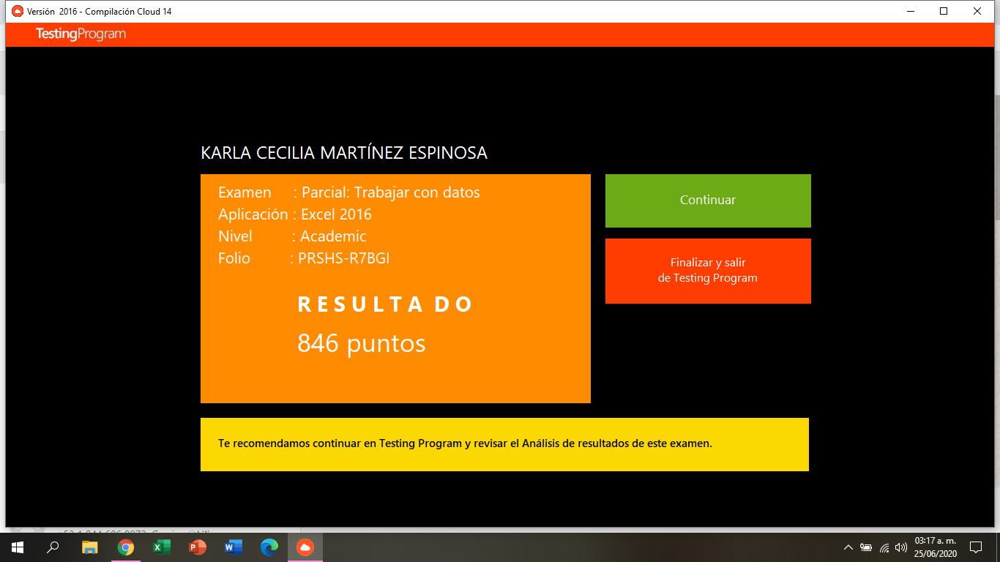 Versión 2016 - Compilación Cloud 14
TestingProgram
KARLA CECILIA MARTÍNEZ ESPINOSA
Examen : Parcial: Trabajar con datos
Aplicación : Excel 2016
Nivel : Academic
Folio : PRSHS-R7BGI
RESULTADO
846 puntos
Continuar
Finalizar y salir
de Testing Program
Te recomendamos continuar en Testing Program y revisar el Análisis de resultados de este examen.
03:17 a. m.
25/06/2020